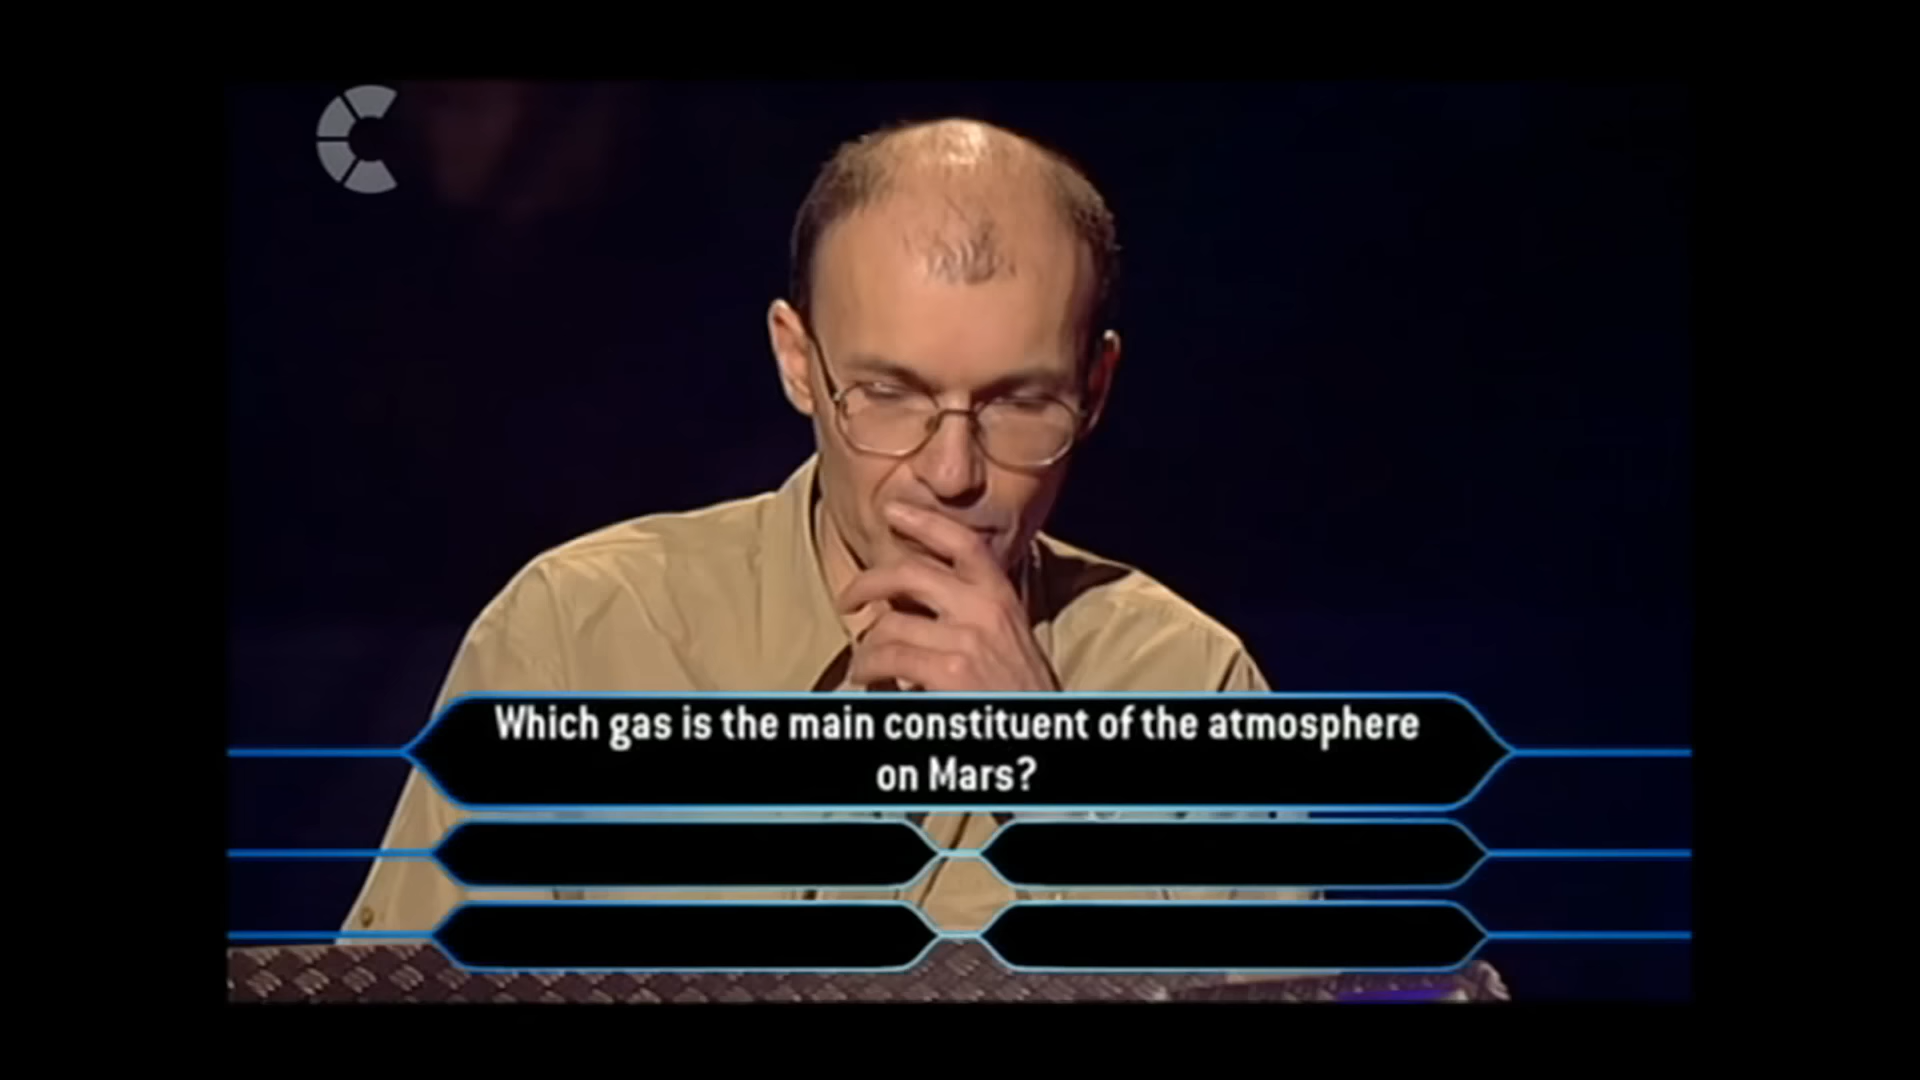 Which gas is the main constituent of the atmosphere
on Mars?